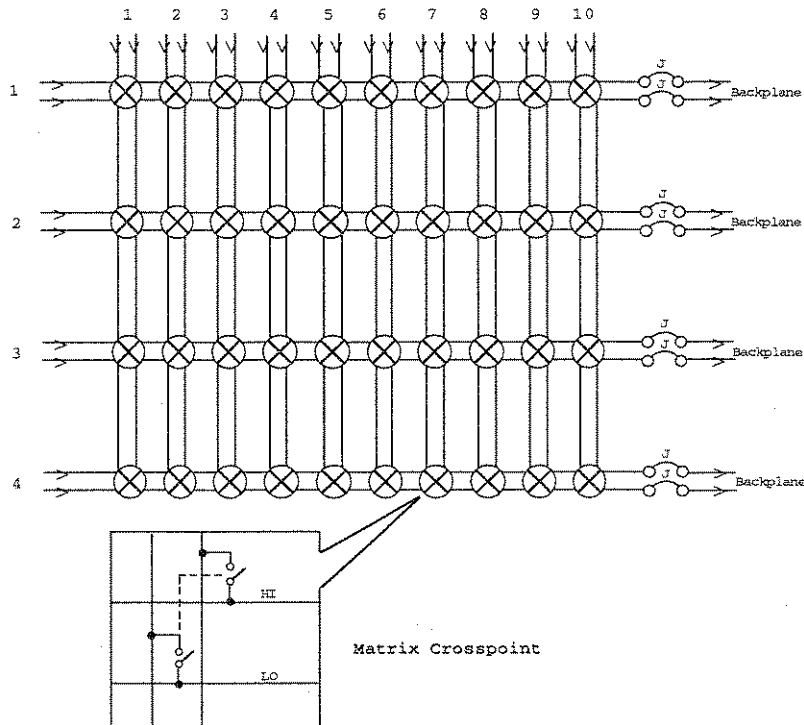 1 2 3 4 5 6 7 8 9 10
J
1 J Backplane
J
2 J Backplane
J
3 J Backplane
J
4 J Backplane
HI
Matrix Crosspoint
LO